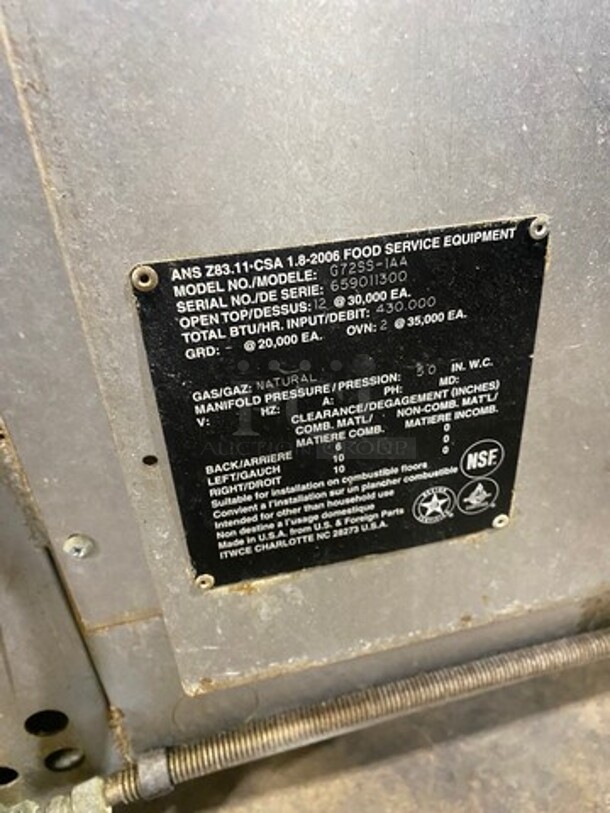 ANS Z83.11•CSA 1.8-2006 FOOD SERVICE EQUIPMENT
MODEL NO./MODELE: G72SS-1AA
SERIAL NO./DE SERIE: 659011300
OPEN TOP/DESSUS: 12 @ 30,000 EA.
TOTAL BTU/HR. INPUT/DEBIT: 430,000
GRD: - @ 20,000 EA. OVN: 2 @ 35,000 EA.
GAS/GAZ: NATURAL
MANIFOLD PRESSURE/PRESSION: IN. W.C.
V: HZ: A: PH: MD:
CLEARANCE/DEGAGEMENT (INCHES)
COMB. MATL/ NON-COMB. MAT'L/
MATIERE COMB. MATIERE INCOMB.
BACK/ARRIERE 6 0
LEFT/GAUCH 10 0
RIGHT/DROIT 10 0
Suitable for installation on combustible floors
Convient a l'installation sur un plancher combustible
Intended for other than household use
Non destine a l'usage domestique
Made in U.S.A. from U.S. & Foreign Parts
ITWCE CHARLOTTE NC 28273 U.S.A.
NSF
AUCTION GROUP